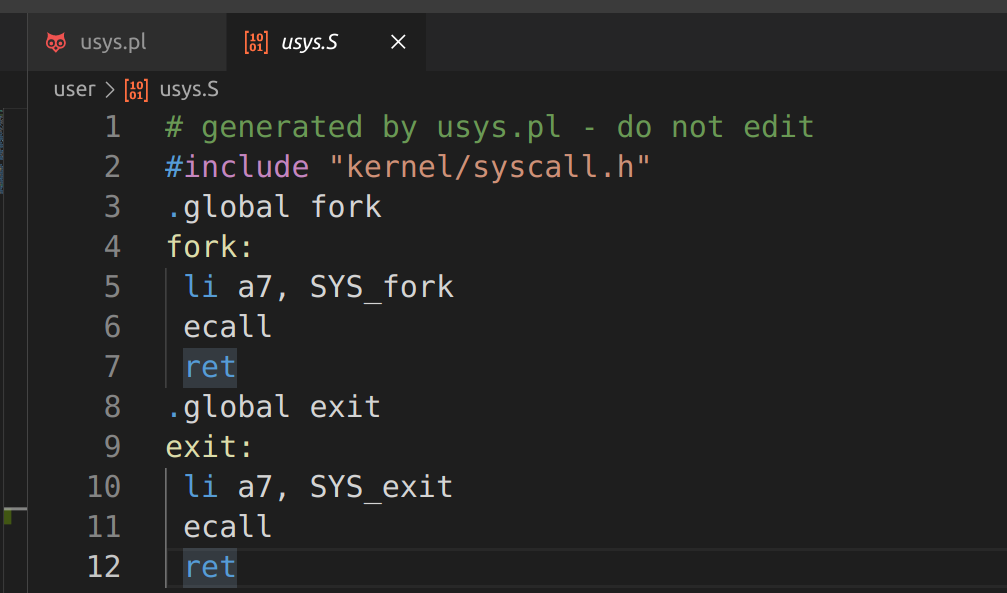 usys.pl usys.S
user > usys.S
1 # generated by usys.pl - do not edit
2 #include "kernel/syscall.h"
3 .global fork
4 fork:
5 li a7, SYS_fork
6 ecall
7 ret
8 .global exit
9 exit:
10 li a7, SYS_exit
11 ecall
12 ret